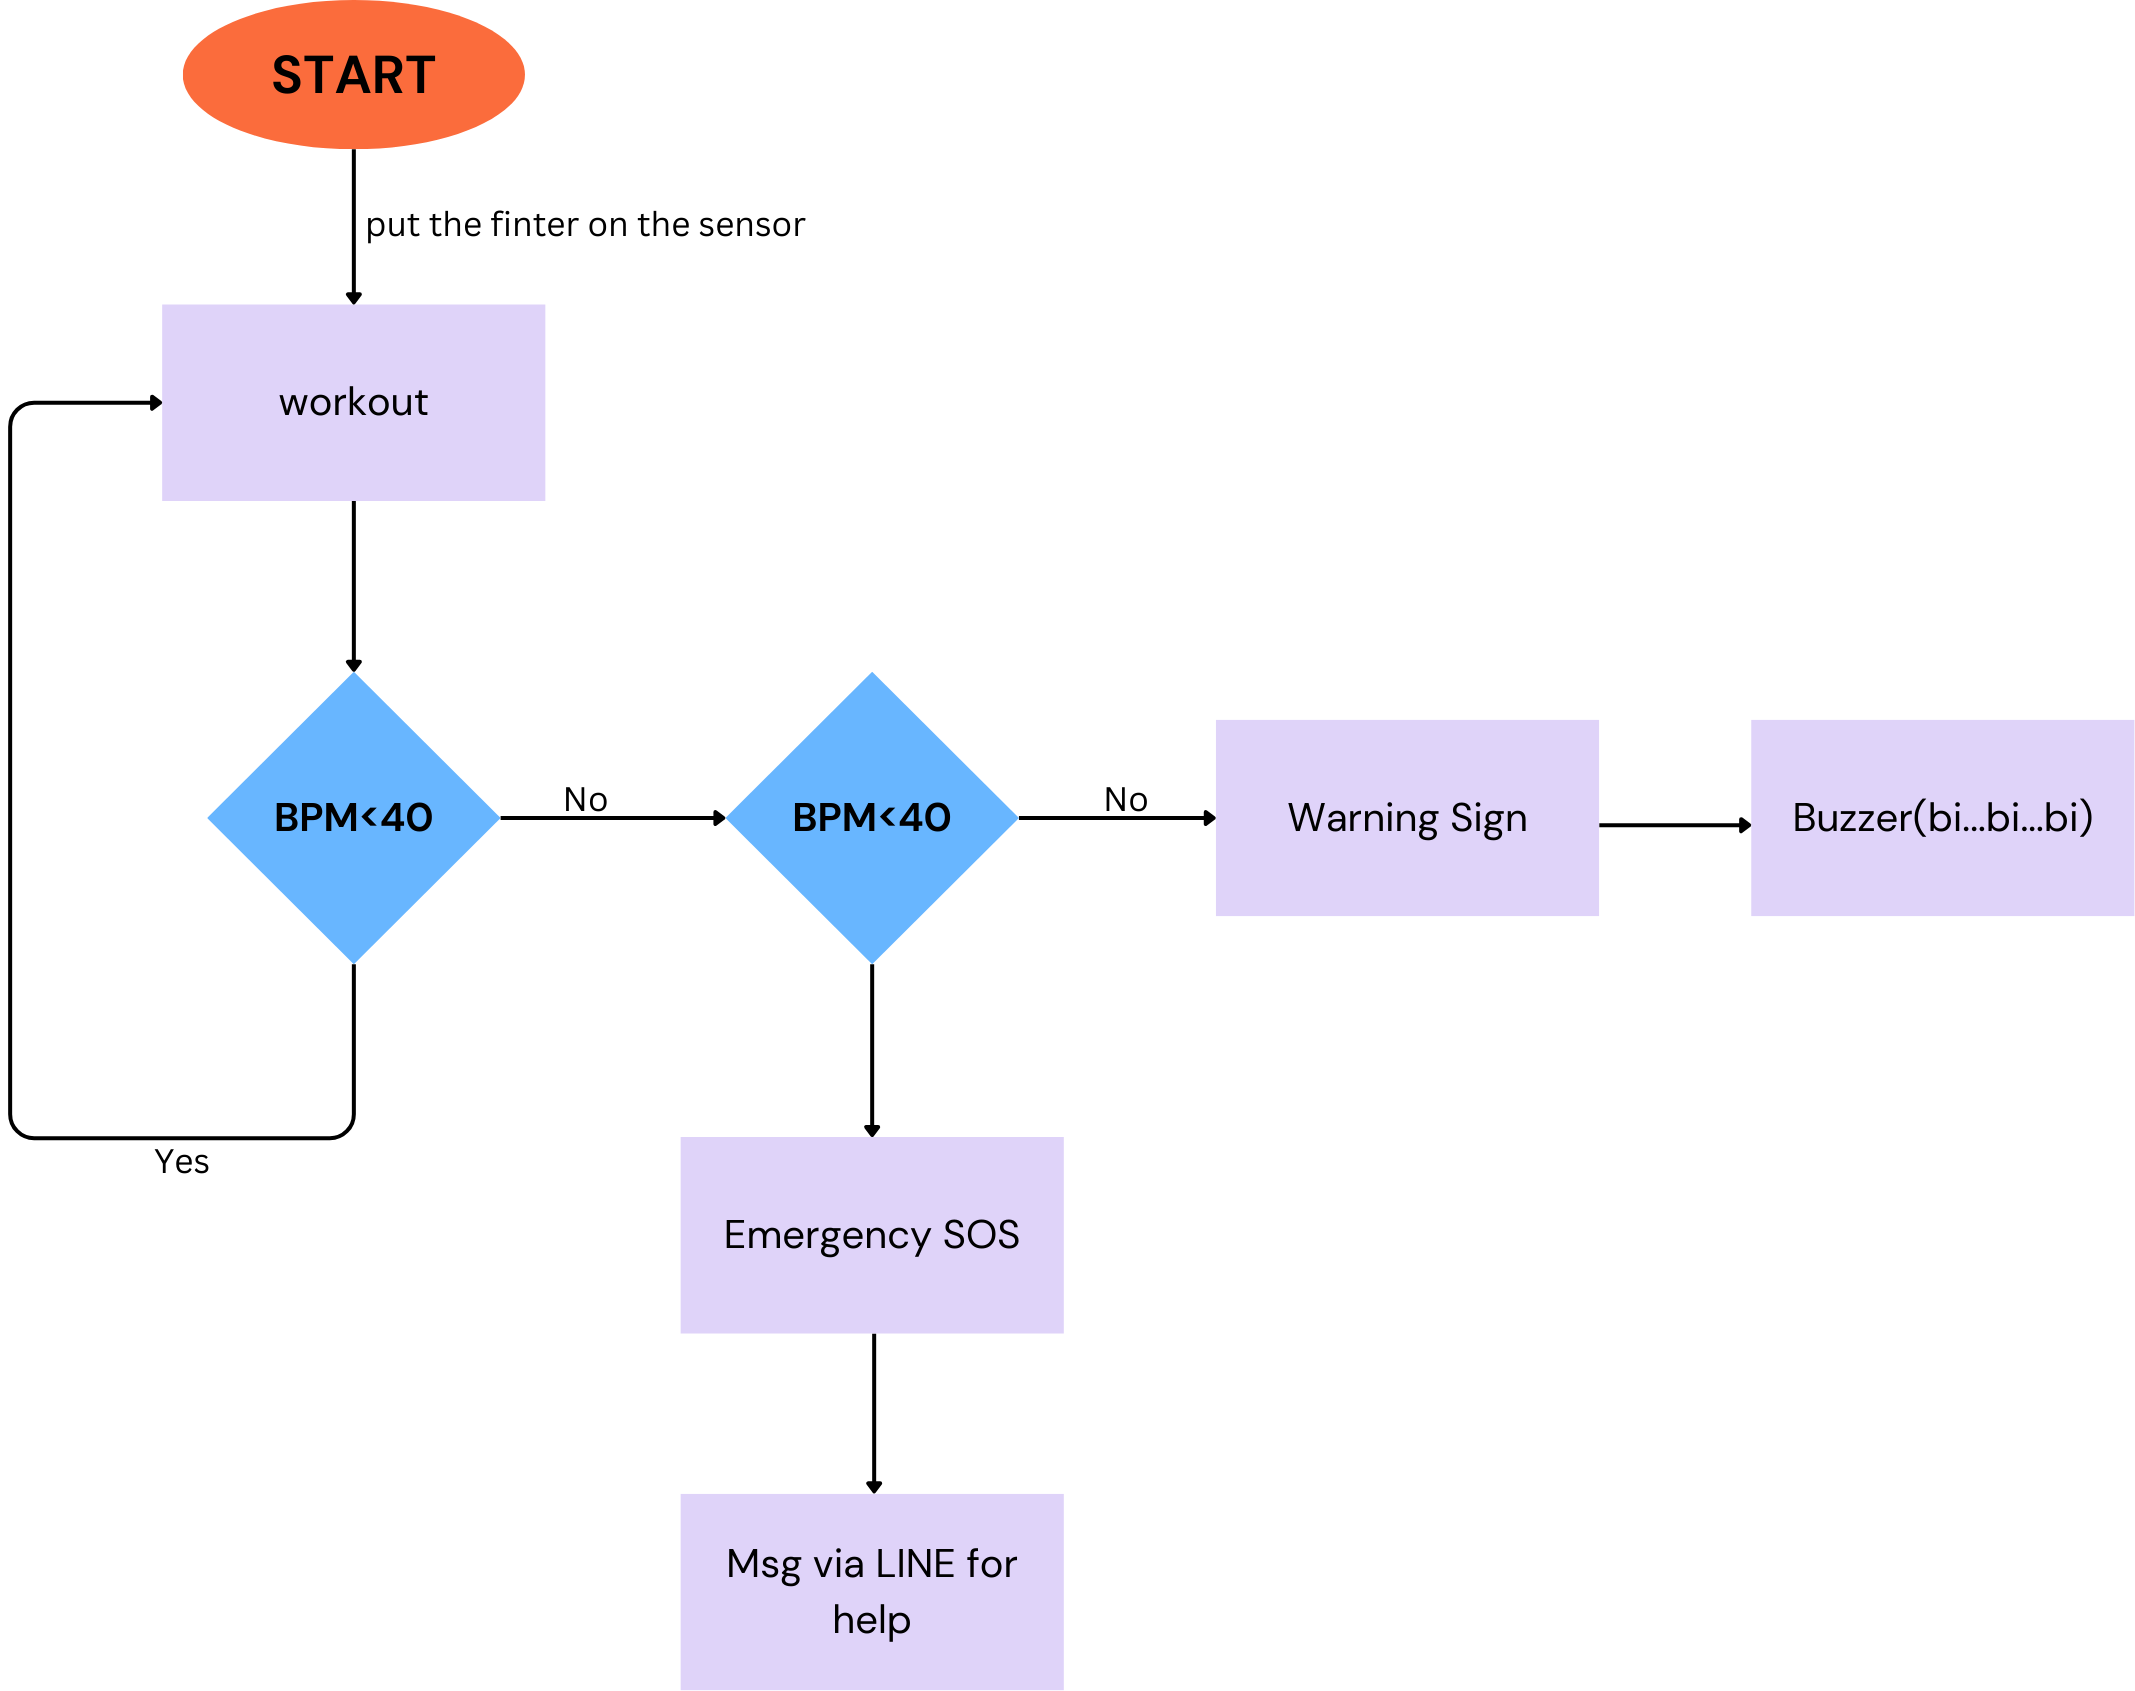 START
put the finter on the sensor
workout
BPM<40
No
BPM<40
No
Warning Sign
Buzzer(bi...bi...bi)
Yes
Emergency SOS
Msg via LINE for
help